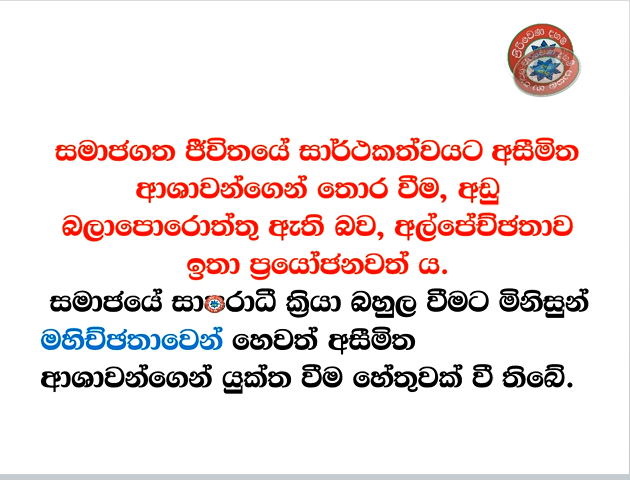 සමාජගත ජීවිතයේ සාර්ථකත්වයට අසීමිත
ආශාවන්ගෙන් තොර වීම, අඩු
බලාපොරොත්තු ඇති බව, අල්පේච්ඡතාව
ඉතා ප්‍රයෝජනවත් ය.
සමාජයේ ක්‍රියා බහුල වීමට මිනිසුන්
මහිච්ඡතාවෙන් හෙවත් අසීමිත
ආශාවන්ගෙන් යුක්ත වීම හේතුවක් වී තිබේ.